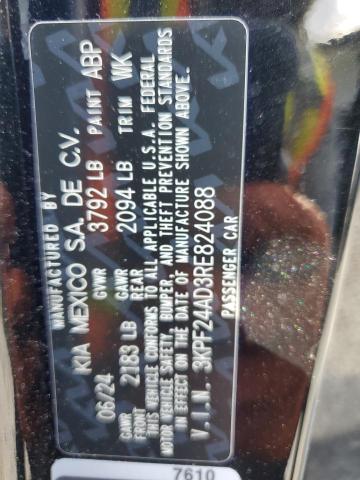 MANUFACTURED BY
KIA MEXICO S.A. DE C.V.
06/24 GVWR 3792 LB PAINT ABP
GAWR FRONT 2183 LB GAWR REAR 2094 LB TRIM WK
THIS VEHICLE CONFORMS TO ALL APPLICABLE U.S.A. FEDERAL
MOTOR VEHICLE SAFETY, BUMPER, AND THEFT PREVENTION STANDARDS
IN EFFECT ON THE DATE OF MANUFACTURE SHOWN ABOVE.
V.I.N. 3KPF24AD3RE824088
PASSENGER CAR
7610